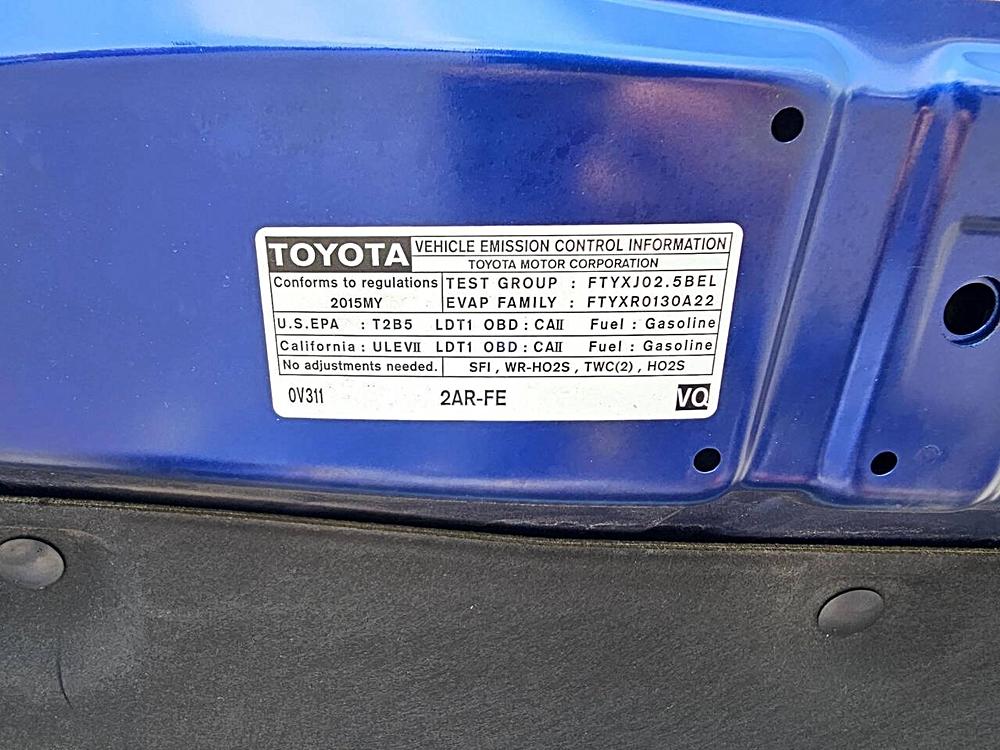 TOYOTA VEHICLE EMISSION CONTROL INFORMATION
TOYOTA MOTOR CORPORATION
Conforms to regulations TEST GROUP : FTYXJ02.5BEL
2015MY EVAP FAMILY : FTYXR0130A22
U.S.EPA : T2B5 LDT1 OBD : CAII Fuel : Gasoline
California : ULEVII LDT1 OBD : CAII Fuel : Gasoline
No adjustments needed. SFI , WR-HO2S , TWC(2) , HO2S
0V311 2AR-FE VQ